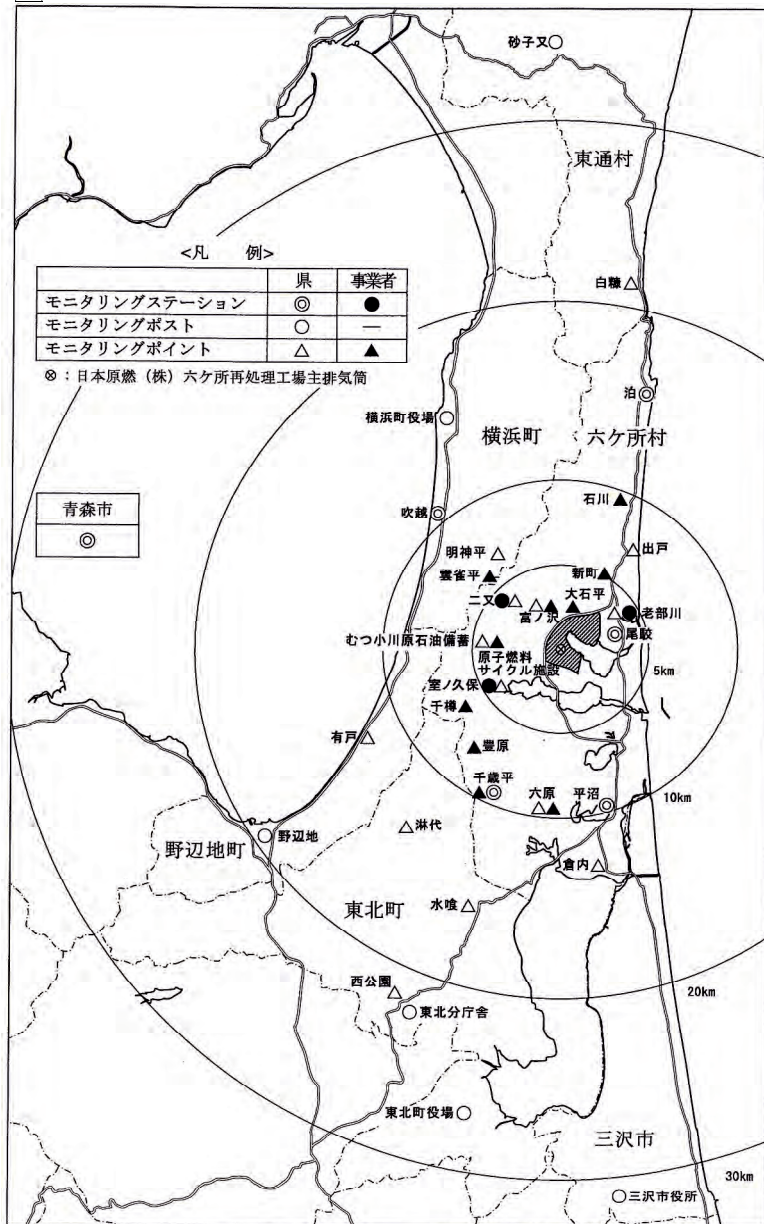 砂子又
東通村
<凡 例>
県 事業者
モニタリングステーション ◎ ●
モニタリングポスト ○ ―
モニタリングポイント △ ▲
⊗：日本原燃（株）六ケ所再処理工場主排気筒
白糠
泊
横浜町役場
横浜町
六ケ所村
青森市
◎
吹越
石川
明神平
出戸
雲雀平
新町
二又
富ノ沢
大石平
老部川
尾駮
むつ小川原石油備蓄
原子燃料
サイクル施設
5km
室ノ久保
千樽
有戸
豊原
千歳平
六原
平沼
10km
淋代
野辺地町
野辺地
倉内
東北町
水喰
西公園
20km
東北分庁舎
東北町役場
三沢市
30km
三沢市役所